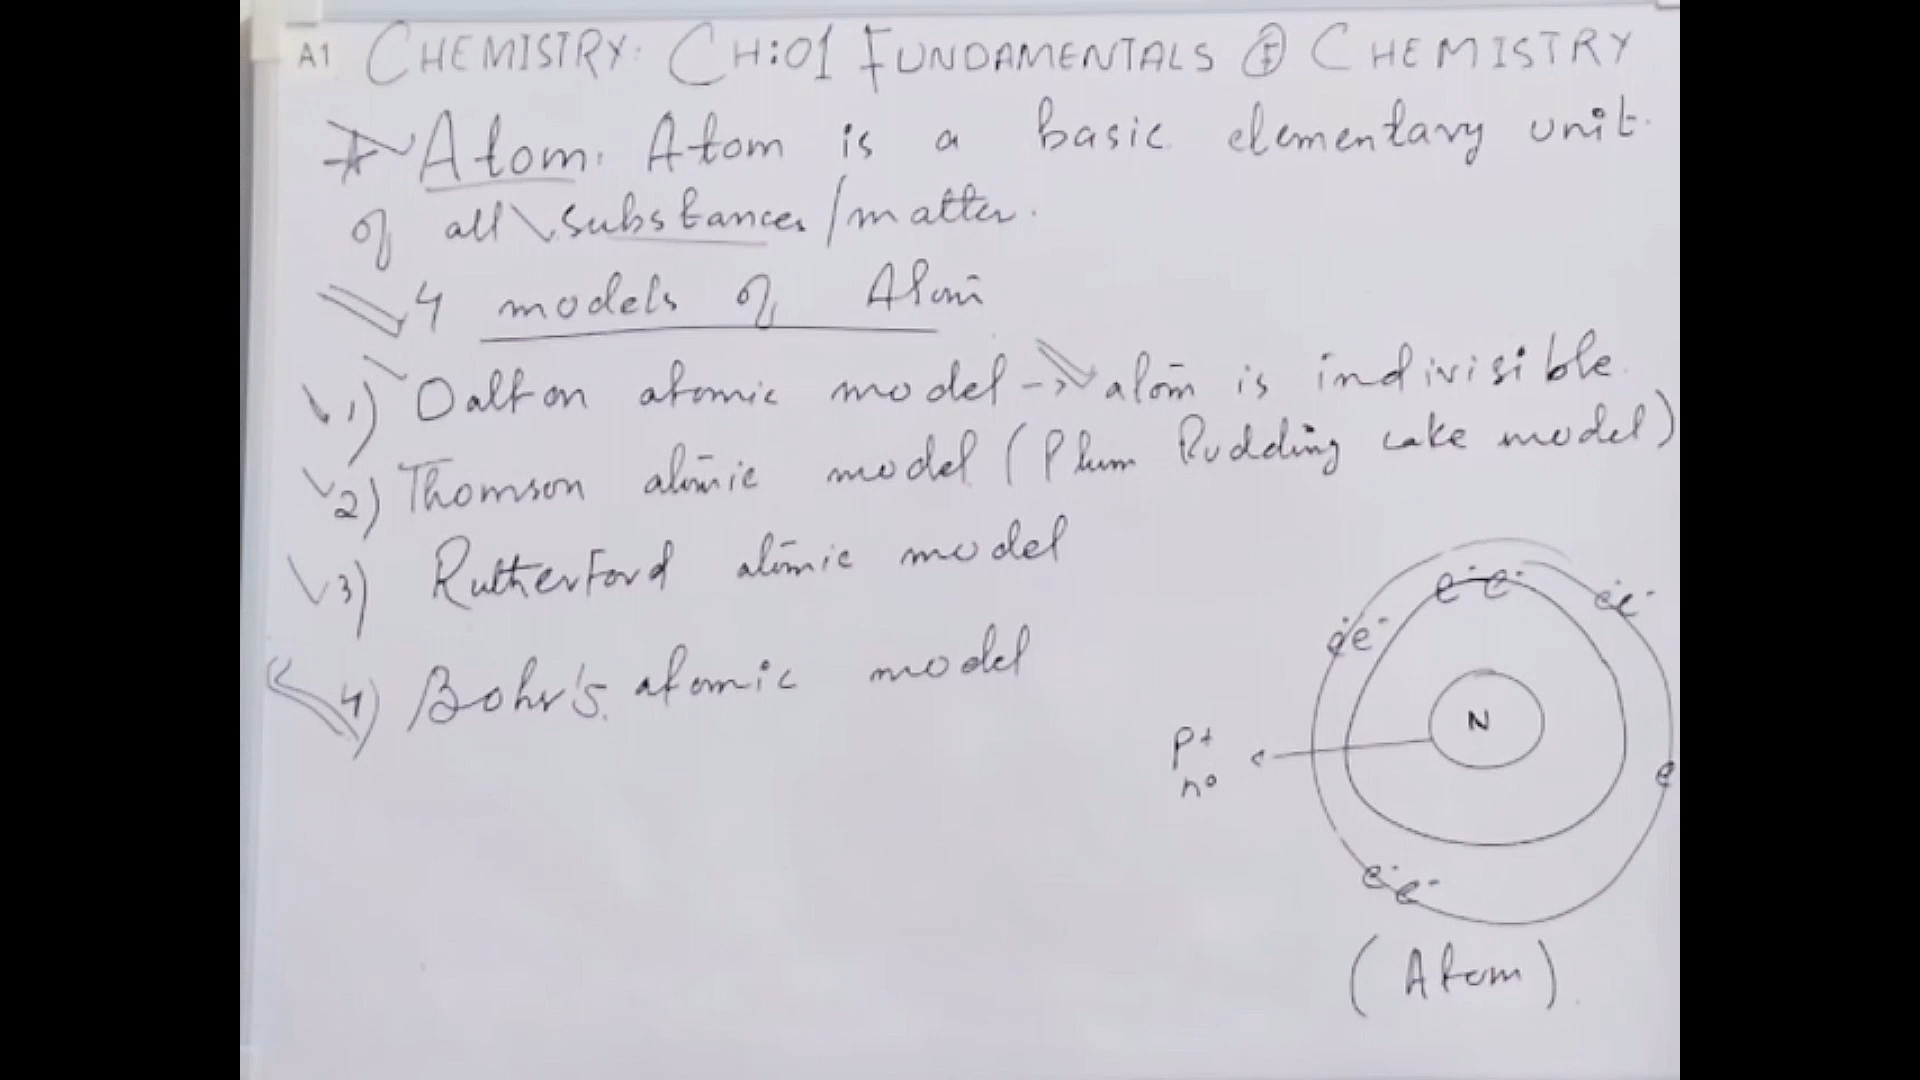 A1 CHEMISTRY: CH:01 FUNDAMENTALS OF CHEMISTRY
Atom: Atom is a basic elementary unit
of all substances/matter.
4 models of Atom
1) Dalton atomic model -> atom is indivisible.
2) Thomson atomic model (Plum Pudding cake model)
3) Rutherford atomic model
4) Bohr's atomic model
e- e-
e- e-
e- e-
N
P+
n°
e
e- e-
(Atom)